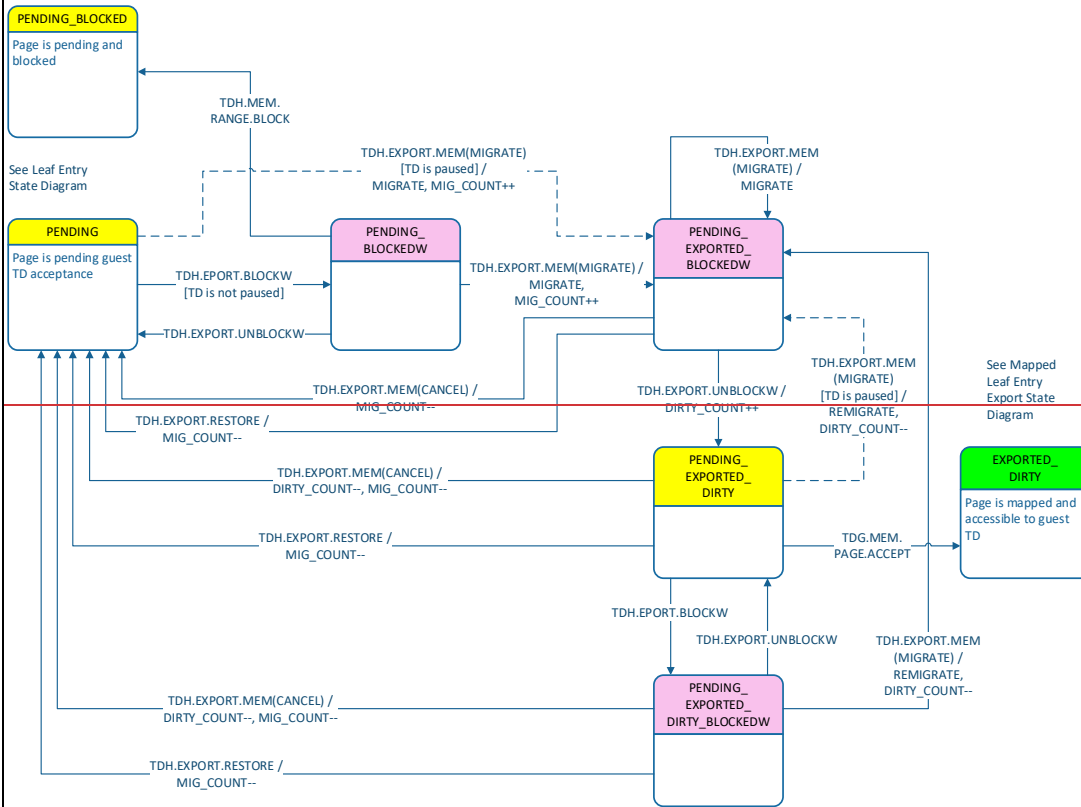 PENDING_BLOCKED
Page is pending and
blocked
TDH.MEM.
RANGE.BLOCK
See Leaf Entry
State Diagram
TDH.EXPORT.MEM(MIGRATE)
[TD is paused] /
MIGRATE, MIG_COUNT++
TDH.EXPORT.MEM
(MIGRATE) /
MIGRATE
PENDING
Page is pending guest
TD acceptance
TDH.EPORT.BLOCKW
[TD is not paused]
TDH.EXPORT.UNBLOCKW
PENDING_
BLOCKEDW
TDH.EXPORT.MEM(MIGRATE) /
MIGRATE,
MIG_COUNT++
PENDING_
EXPORTED_
BLOCKEDW
TDH.EXPORT.MEM
(MIGRATE)
[TD is paused] /
REMIGRATE,
DIRTY_COUNT--
See Mapped
Leaf Entry
Export State
Diagram
TDH.EXPORT.MEM(CANCEL) /
MIG_COUNT--
TDH.EXPORT.UNBLOCKW /
DIRTY_COUNT++
TDH.EXPORT.RESTORE /
MIG_COUNT--
TDH.EXPORT.MEM(CANCEL) /
DIRTY_COUNT--, MIG_COUNT--
PENDING_
EXPORTED_
DIRTY
EXPORTED_
DIRTY
Page is mapped and
accessible to guest
TD
TDH.EXPORT.RESTORE /
MIG_COUNT--
TDG.MEM.
PAGE.ACCEPT
TDH.EPORT.BLOCKW
TDH.EXPORT.UNBLOCKW
TDH.EXPORT.MEM
(MIGRATE) /
REMIGRATE,
DIRTY_COUNT--
TDH.EXPORT.MEM(CANCEL) /
DIRTY_COUNT--, MIG_COUNT--
PENDING_
EXPORTED_
DIRTY_BLOCKEDW
TDH.EXPORT.RESTORE /
MIG_COUNT--